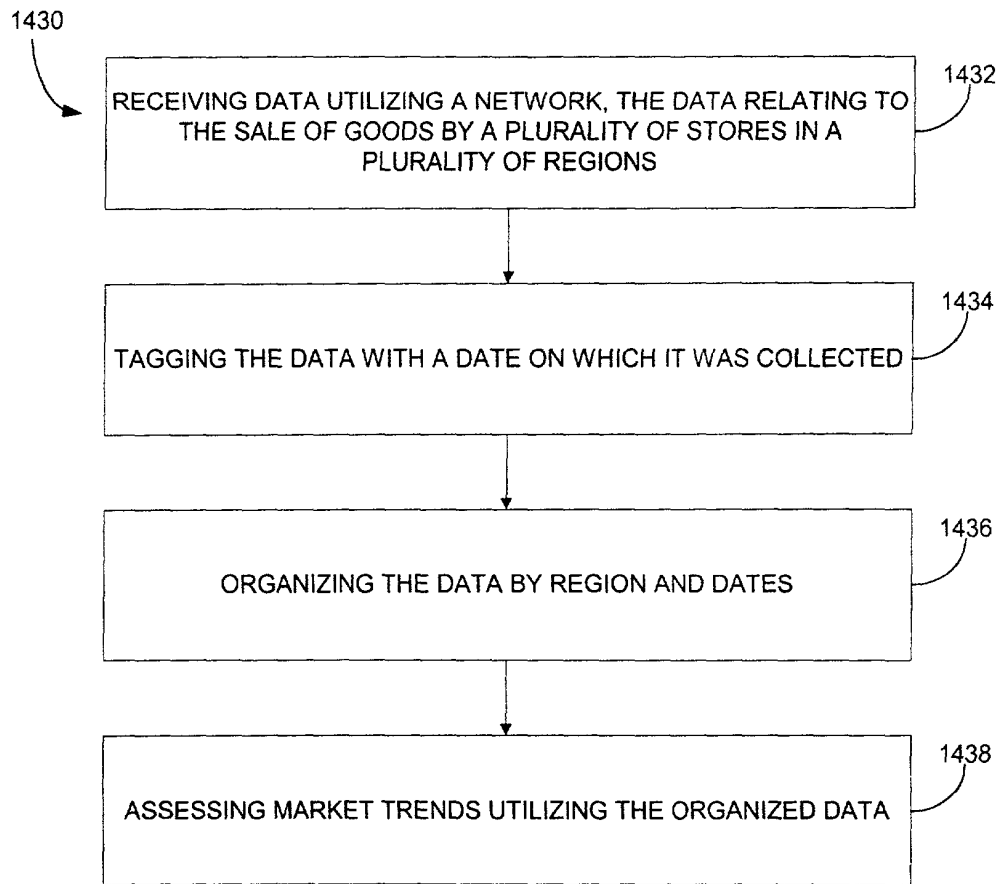 1430
1432
RECEIVING DATA UTILIZING A NETWORK, THE DATA RELATING TO
THE SALE OF GOODS BY A PLURALITY OF STORES IN A
PLURALITY OF REGIONS
1434
TAGGING THE DATA WITH A DATE ON WHICH IT WAS COLLECTED
1436
ORGANIZING THE DATA BY REGION AND DATES
1438
ASSESSING MARKET TRENDS UTILIZING THE ORGANIZED DATA